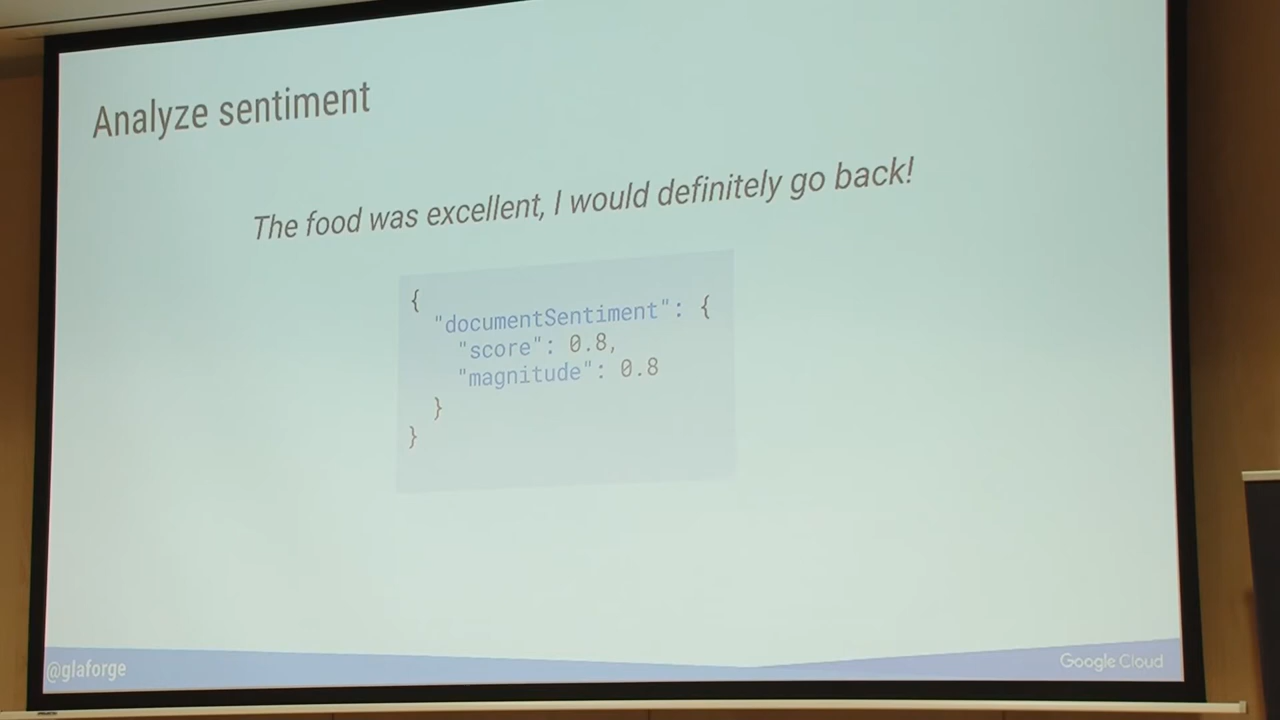 Analyze sentiment
The food was excellent, I would definitely go back!
{
"documentSentiment": {
"score": 0.8,
"magnitude": 0.8
}
}
@glaforge
Google Cloud